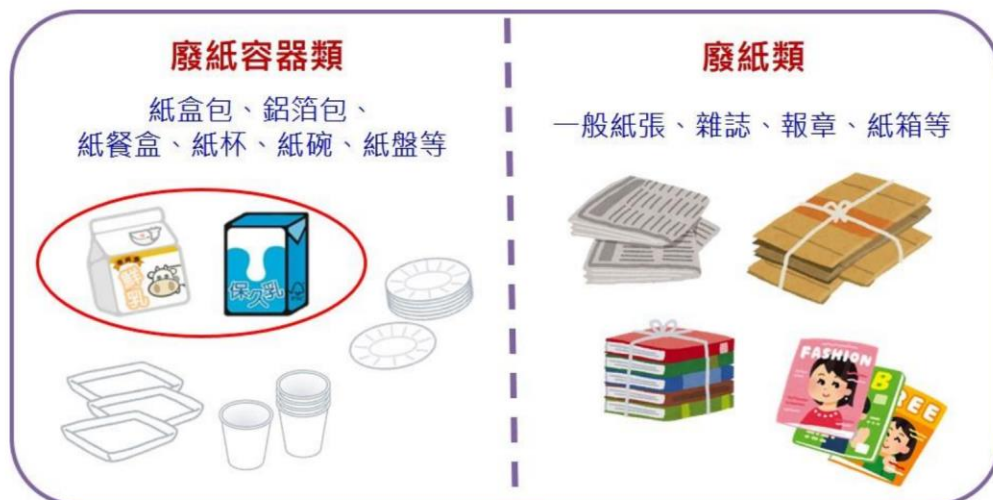 廢紙容器類
紙盒包、鋁箔包、
紙餐盒、紙杯、紙碗、紙盤等
鮮乳
保久乳
廢紙類
一般紙張、雜誌、報章、紙箱等
FASHION
B
REE